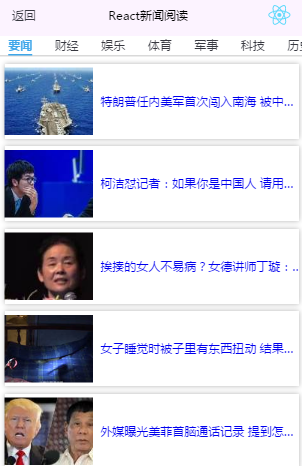 返回 React新闻阅读
要闻 财经 娱乐 体育 军事 科技 历史
特朗普任内美军首次闯入南海 被中...
柯洁怼记者：如果你是中国人 请用...
挨揍的女人不易病？女德讲师丁璇：...
女子睡觉时被子里有东西扭动 结果...
外媒曝光美菲首脑通话记录 提到怎...